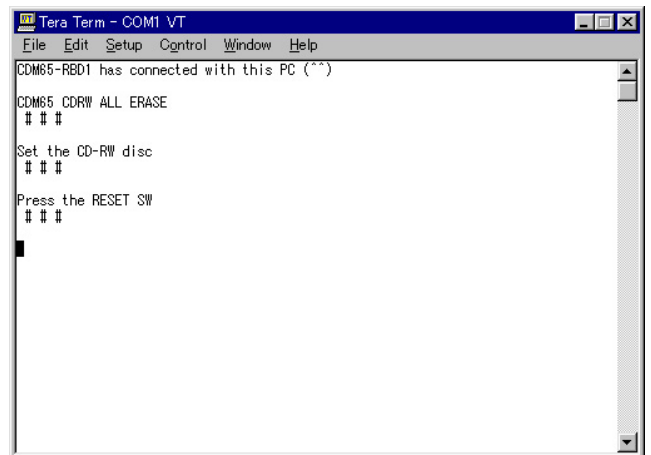 Tera Term - COM1 VT
File Edit Setup Control Window Help
CDM65-RBD1 has connected with this PC (^^)
CDM65 CDRW ALL ERASE
# # #
Set the CD-RW disc
# # #
Press the RESET SW
# # #